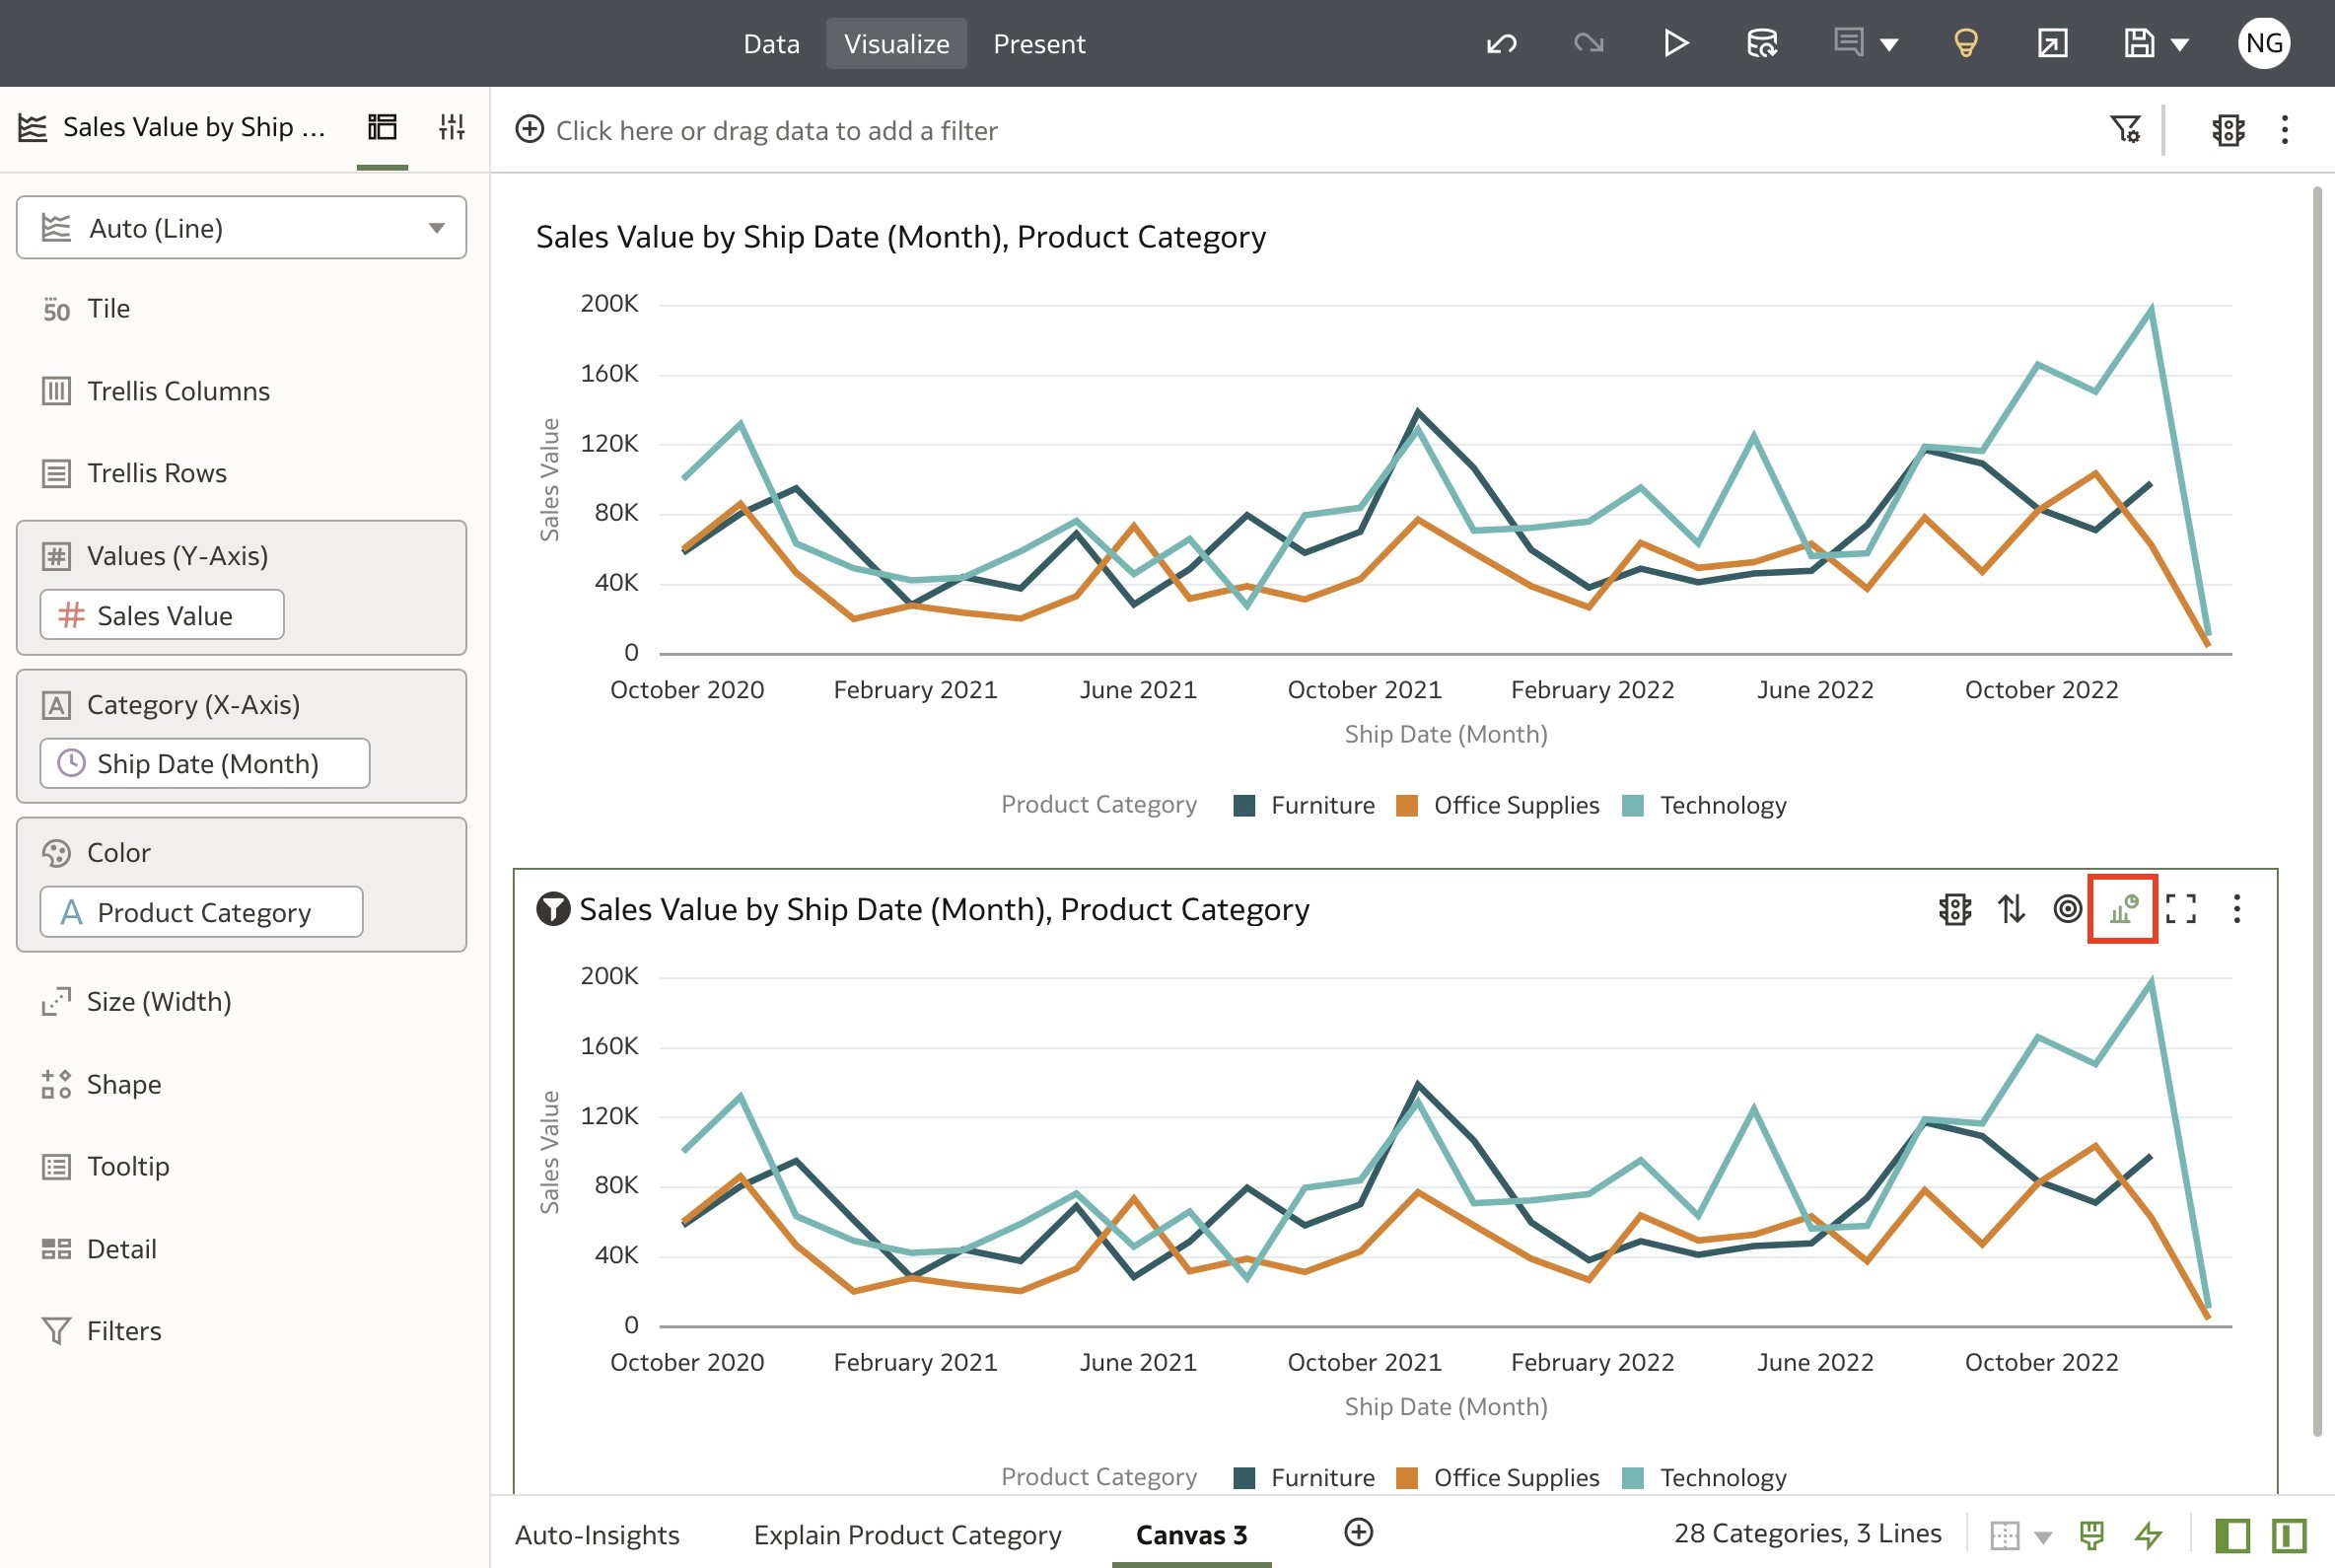 Data Visualize Present NG
Sales Value by Ship ...
Click here or drag data to add a filter
Auto (Line)
50 Tile
Trellis Columns
Trellis Rows
Values (Y-Axis)
# Sales Value
A Category (X-Axis)
Ship Date (Month)
Color
A Product Category
Size (Width)
Shape
Tooltip
Detail
Filters
Sales Value by Ship Date (Month), Product Category
200K
160K
120K
80K
40K
0
Sales Value
October 2020 February 2021 June 2021 October 2021 February 2022 June 2022 October 2022
Ship Date (Month)
Product Category Furniture Office Supplies Technology
Sales Value by Ship Date (Month), Product Category
200K
160K
120K
80K
40K
0
Sales Value
October 2020 February 2021 June 2021 October 2021 February 2022 June 2022 October 2022
Ship Date (Month)
Product Category Furniture Office Supplies Technology
Auto-Insights Explain Product Category Canvas 3 28 Categories, 3 Lines